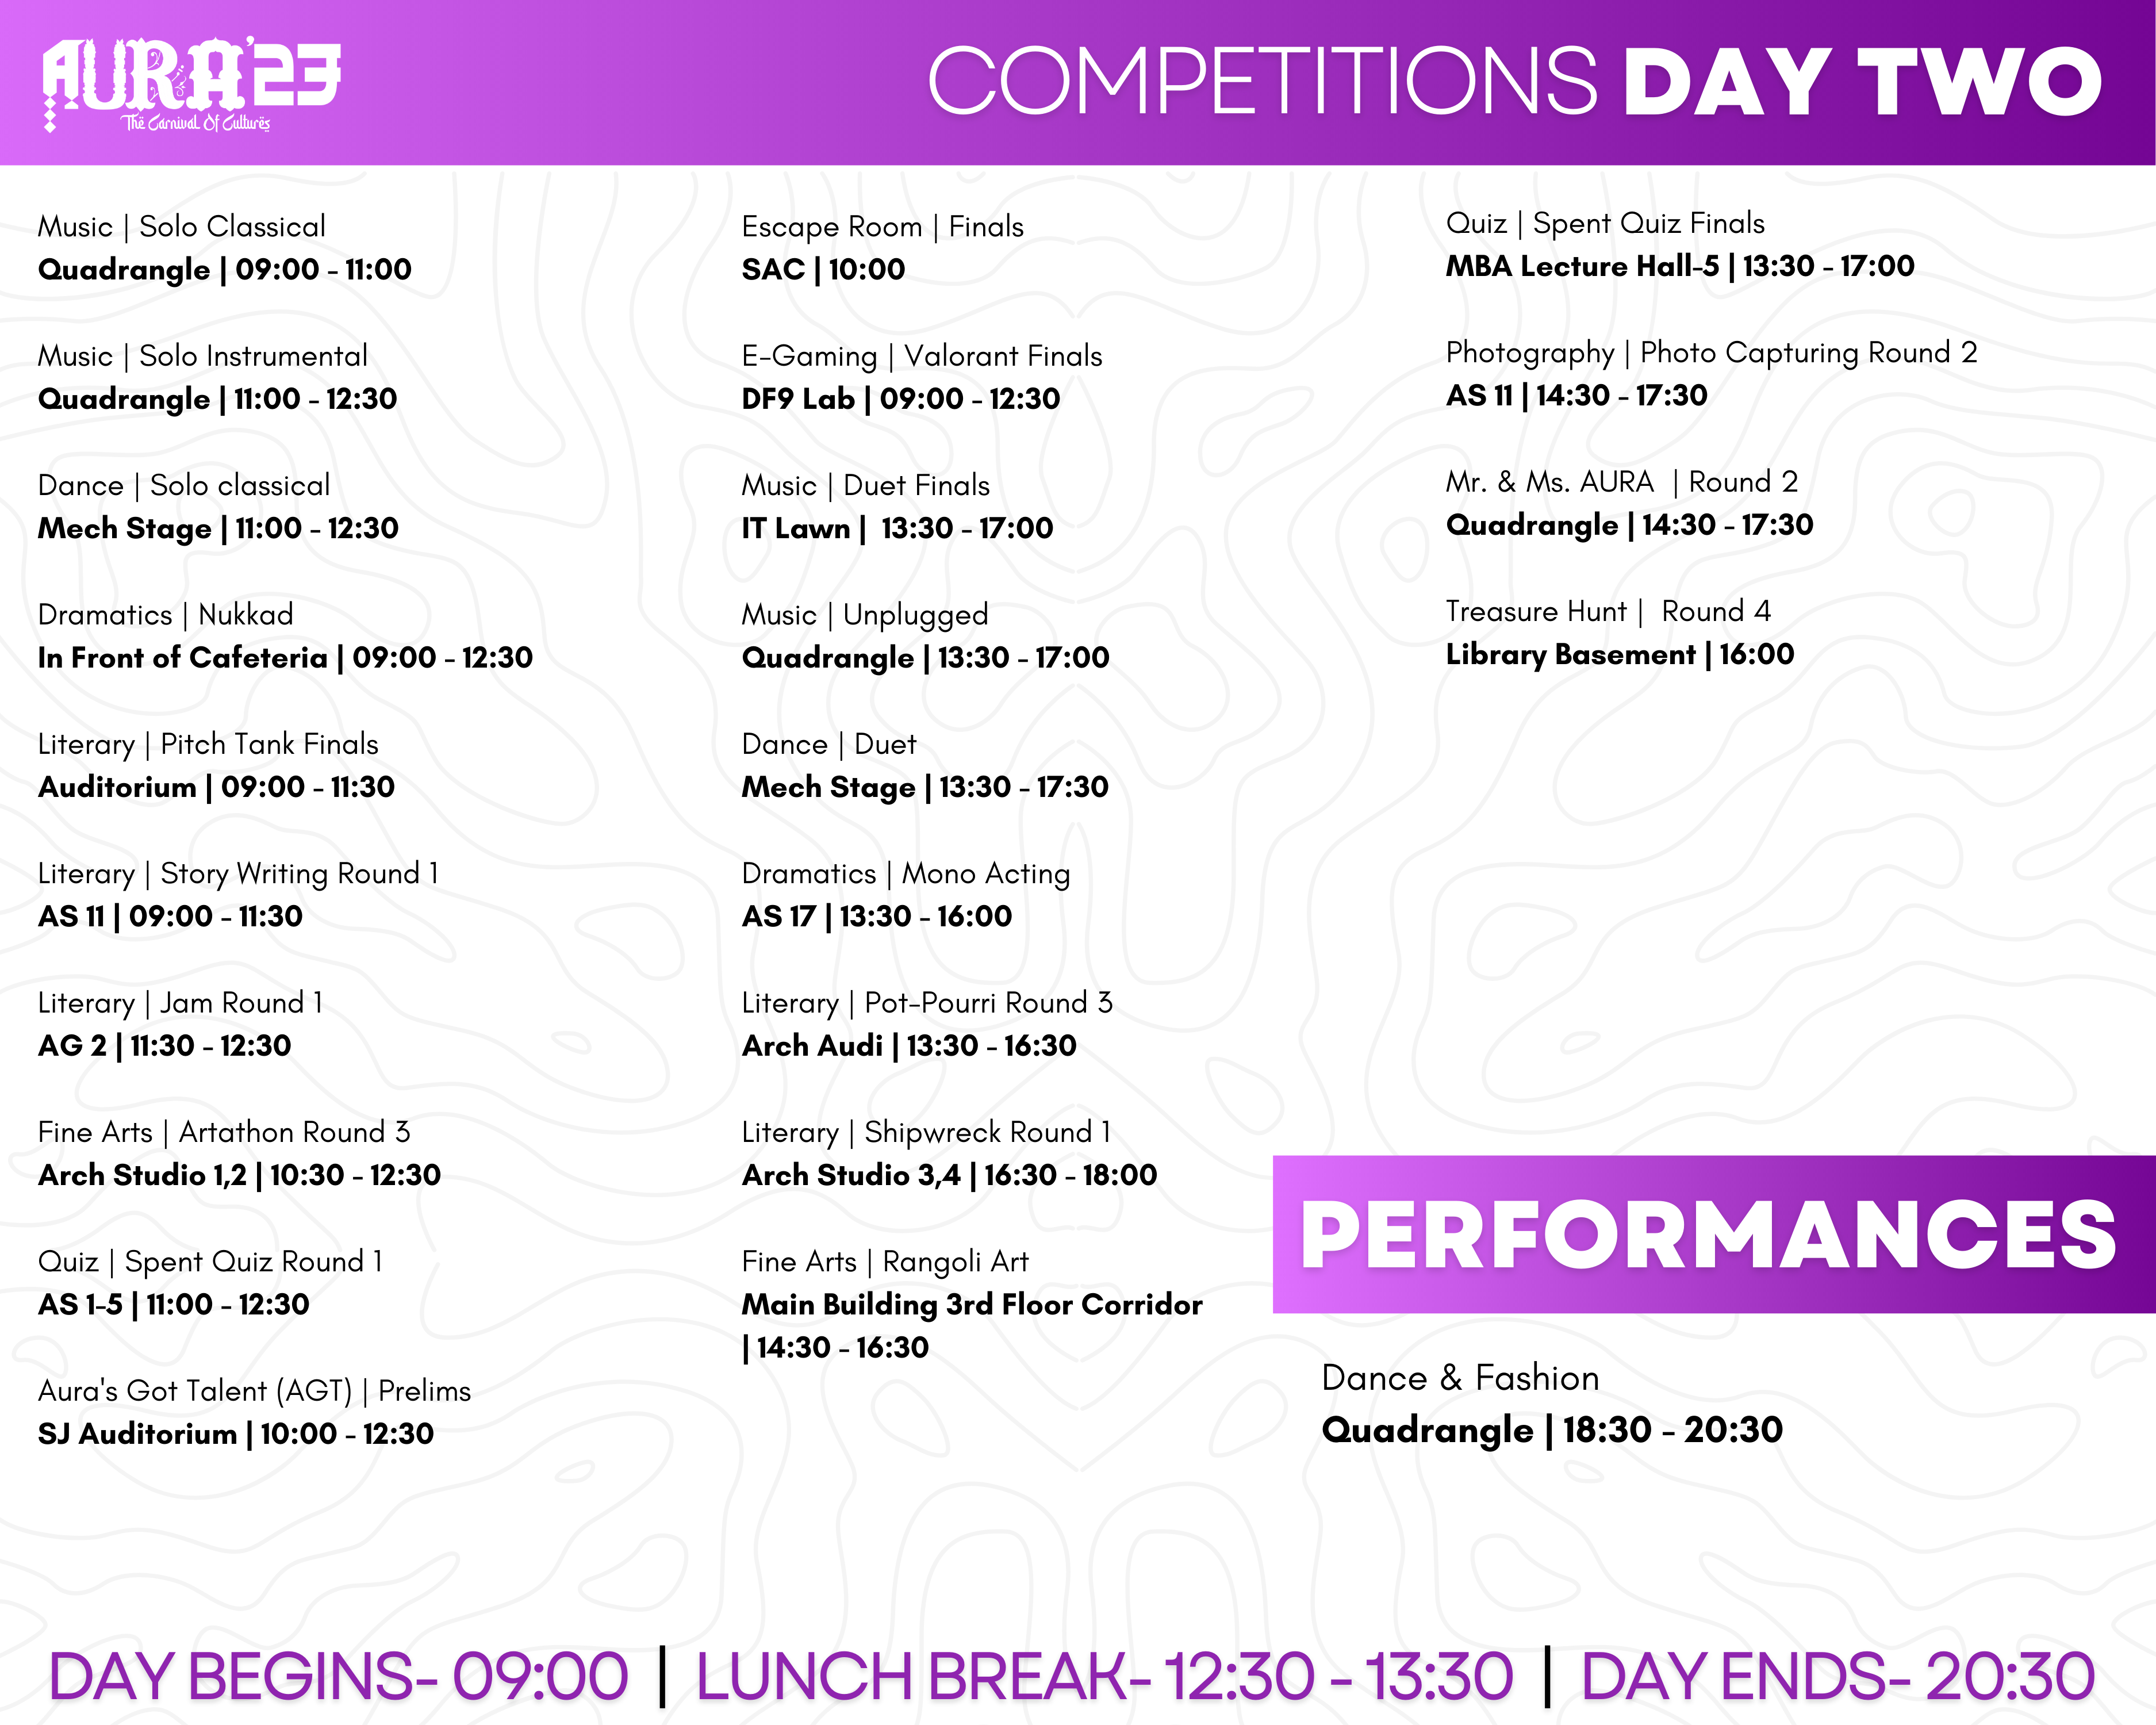 AURA'23
The Carnival Of Cultures
COMPETITIONS DAY TWO
Music | Solo Classical
Quadrangle | 09:00 - 11:00
Music | Solo Instrumental
Quadrangle | 11:00 - 12:30
Dance | Solo classical
Mech Stage | 11:00 - 12:30
Dramatics | Nukkad
In Front of Cafeteria | 09:00 - 12:30
Literary | Pitch Tank Finals
Auditorium | 09:00 - 11:30
Literary | Story Writing Round 1
AS 11 | 09:00 - 11:30
Literary | Jam Round 1
AG 2 | 11:30 - 12:30
Fine Arts | Artathon Round 3
Arch Studio 1,2 | 10:30 - 12:30
Quiz | Spent Quiz Round 1
AS 1-5 | 11:00 - 12:30
Aura's Got Talent (AGT) | Prelims
SJ Auditorium | 10:00 - 12:30
Escape Room | Finals
SAC | 10:00
E-Gaming | Valorant Finals
DF9 Lab | 09:00 - 12:30
Music | Duet Finals
IT Lawn | 13:30 - 17:00
Music | Unplugged
Quadrangle | 13:30 - 17:00
Dance | Duet
Mech Stage | 13:30 - 17:30
Dramatics | Mono Acting
AS 17 | 13:30 - 16:00
Literary | Pot-Pourri Round 3
Arch Audi | 13:30 - 16:30
Literary | Shipwreck Round 1
Arch Studio 3,4 | 16:30 - 18:00
Fine Arts | Rangoli Art
Main Building 3rd Floor Corridor
| 14:30 - 16:30
Quiz | Spent Quiz Finals
MBA Lecture Hall-5 | 13:30 - 17:00
Photography | Photo Capturing Round 2
AS 11 | 14:30 - 17:30
Mr. & Ms. AURA | Round 2
Quadrangle | 14:30 - 17:30
Treasure Hunt | Round 4
Library Basement | 16:00
PERFORMANCES
Dance & Fashion
Quadrangle | 18:30 - 20:30
DAY BEGINS- 09:00 | LUNCH BREAK- 12:30 - 13:30 | DAY ENDS- 20:30